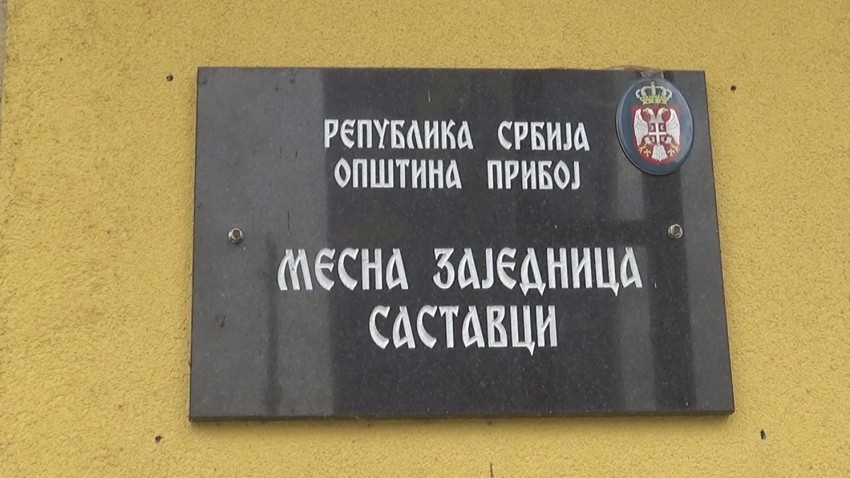 РЕПУБЛИКА СРБИЈА
ОПШТИНА ПРИБОЈ
МЕСНА ЗАЈЕДНИЦА
САСТАВЦИ